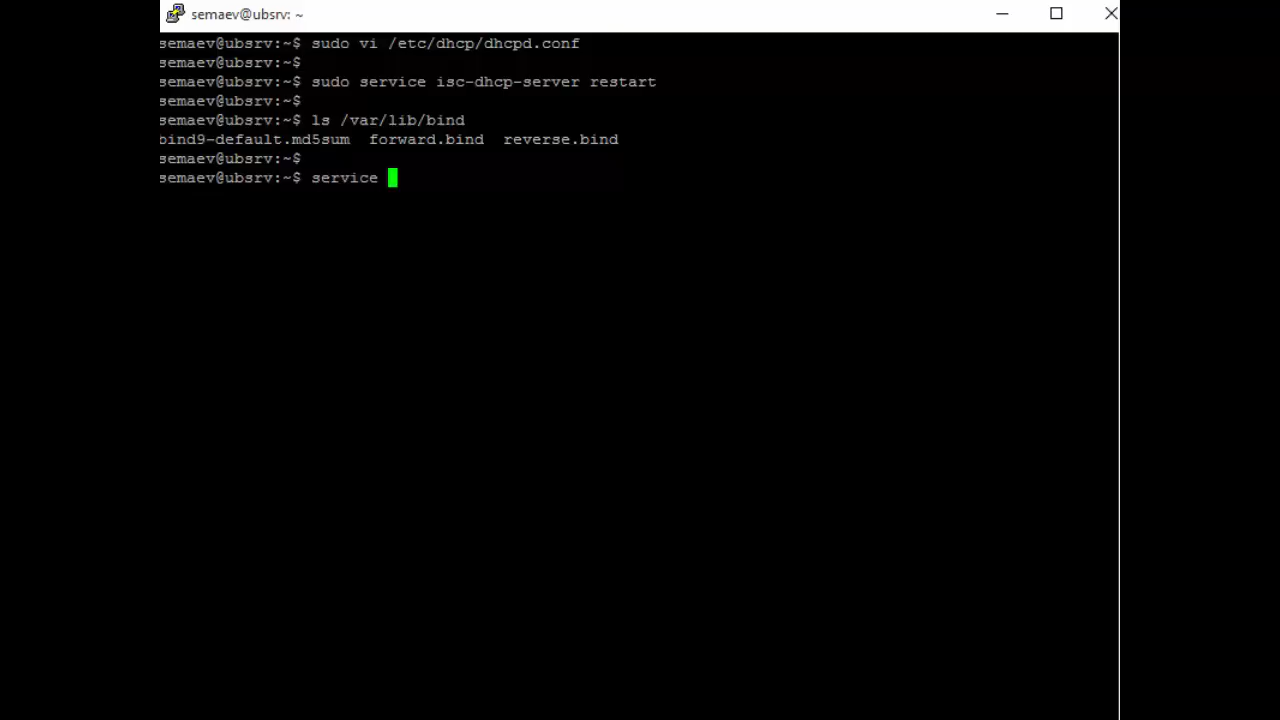 semaev@ubsrv: ~
semaev@ubsrv:~$ sudo vi /etc/dhcp/dhcpd.conf
semaev@ubsrv:~$
semaev@ubsrv:~$ sudo service isc-dhcp-server restart
semaev@ubsrv:~$
semaev@ubsrv:~$ ls /var/lib/bind
bind9-default.md5sum  forward.bind  reverse.bind
semaev@ubsrv:~$
semaev@ubsrv:~$ service